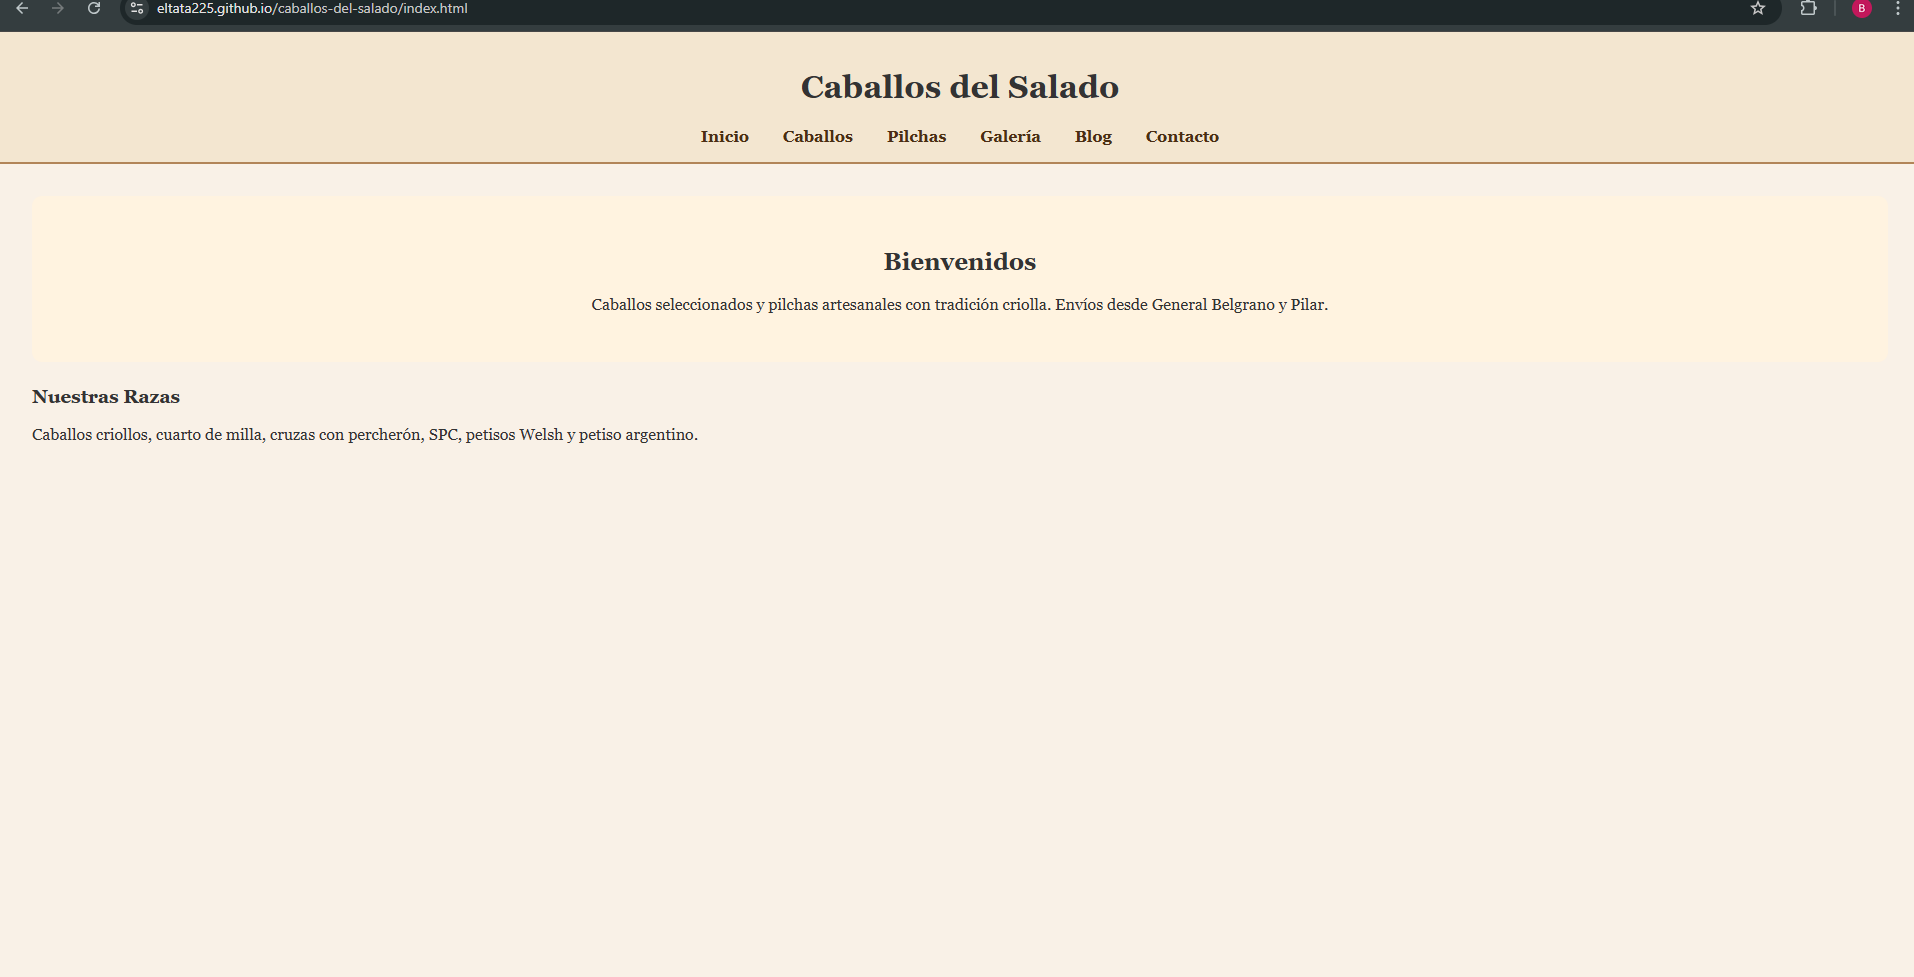 eltata225.github.io/caballos-del-salado/index.html
B
Caballos del Salado
Inicio Caballos Pilchas Galería Blog Contacto
Bienvenidos
Caballos seleccionados y pilchas artesanales con tradición criolla. Envíos desde General Belgrano y Pilar.
Nuestras Razas
Caballos criollos, cuarto de milla, cruzas con percherón, SPC, petisos Welsh y petiso argentino.